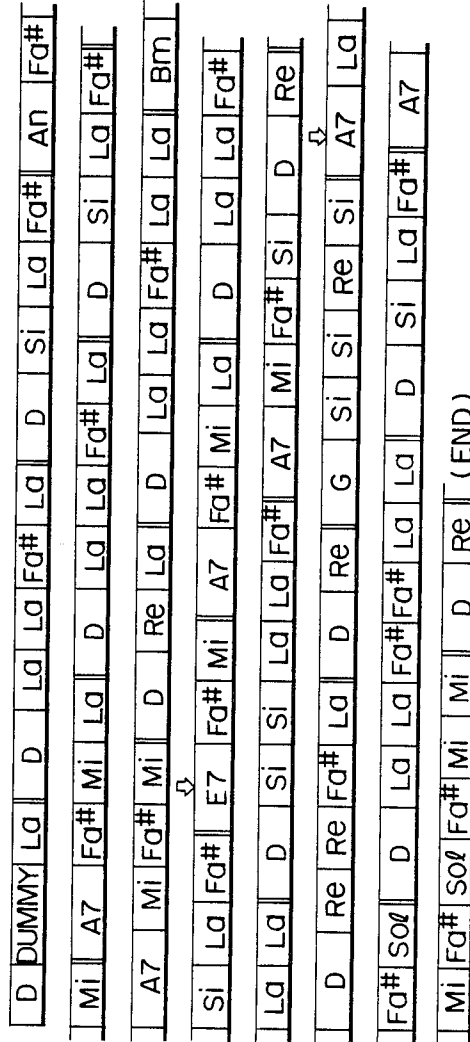 D DUMMY La D La La Fa# La D Si La Fa# An Fa#
Mi A7 Fa# Mi La D La La Fa# La D Si La Fa#
A7 Mi Fa# Mi D Re La D La La Fa# La La Bm
Si La Fa# E7 Fa# Mi A7 Fa# Mi La D La La Fa#
La La D Si Si La La Fa# A7 Mi Fa# Si D Re
D Re Re Fa# La D Re G Si Si Re Si A7 La
Fa# SOl D La La Fa# Fa# La La D Si La Fa# A7
Mi Fa# SOl Fa# Mi Mi D Re (END)